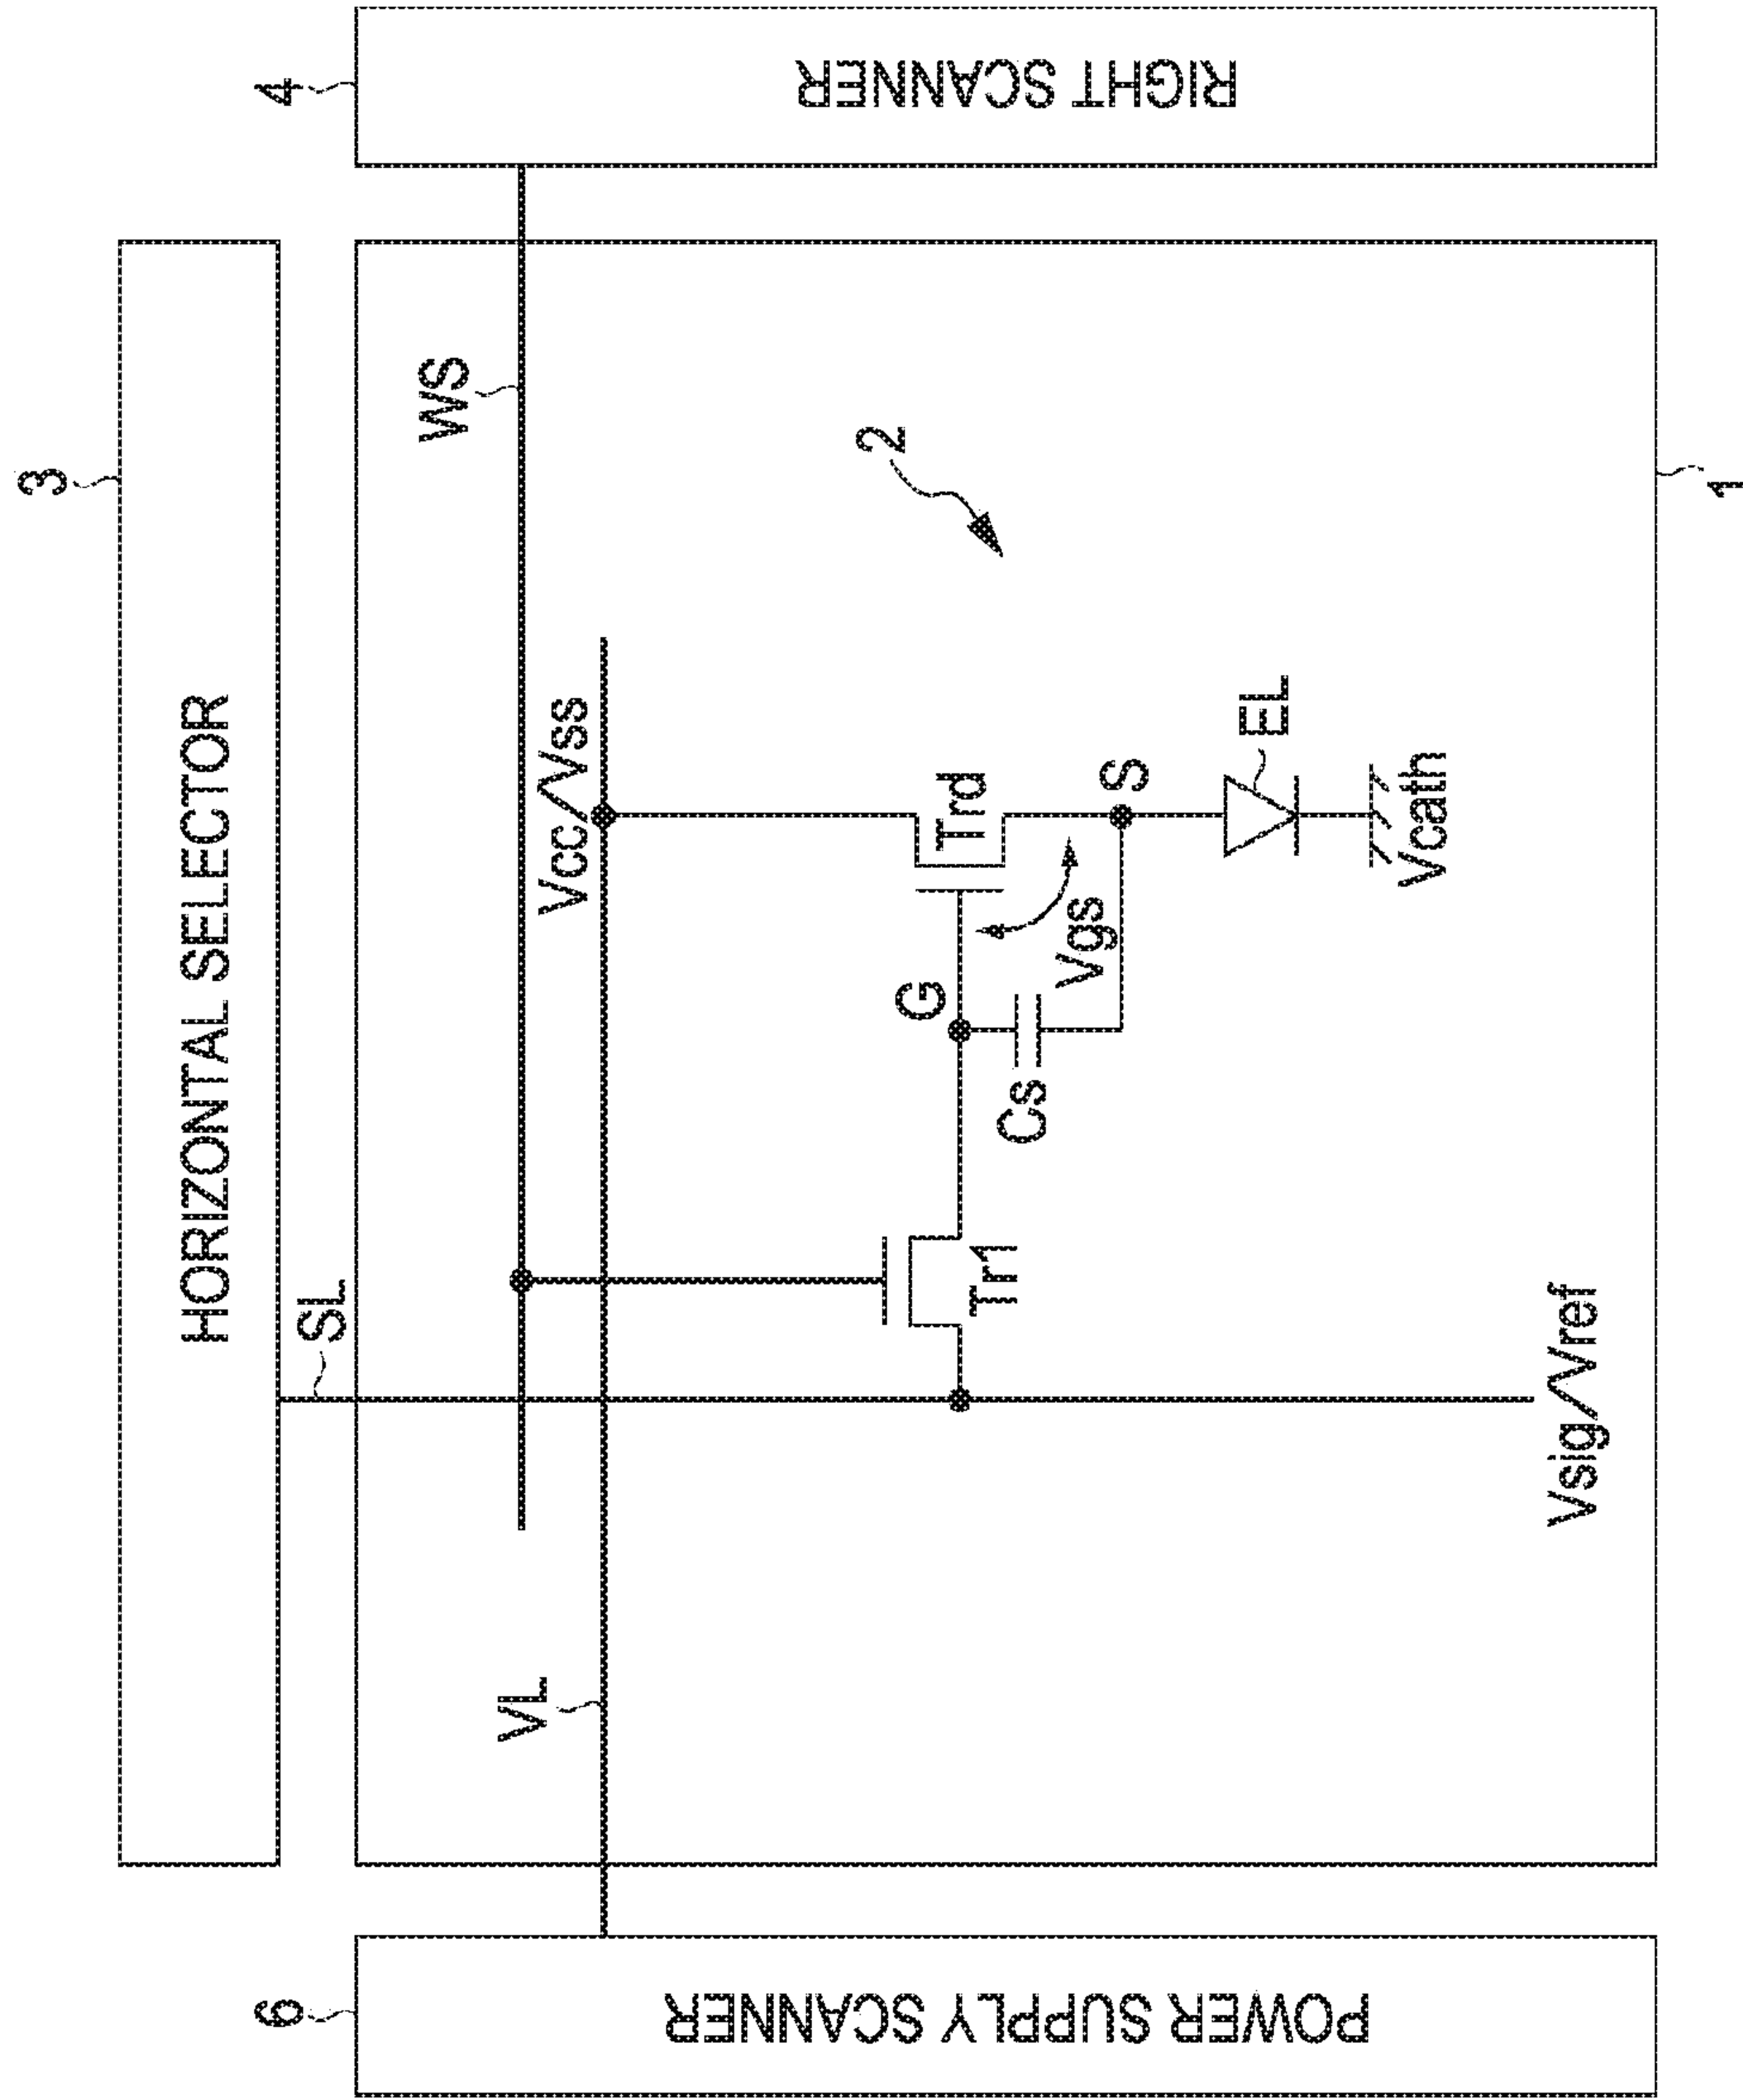 3
HORIZONTAL SELECTOR
6
SL
4
WS
VL
Vcc/Vss
POWER SUPPLY SCANNER
RIGHT SCANNER
2
G
Trd
Tr1
Cs
Vgs
S
EL
Vcath
Vsig/Vref
1